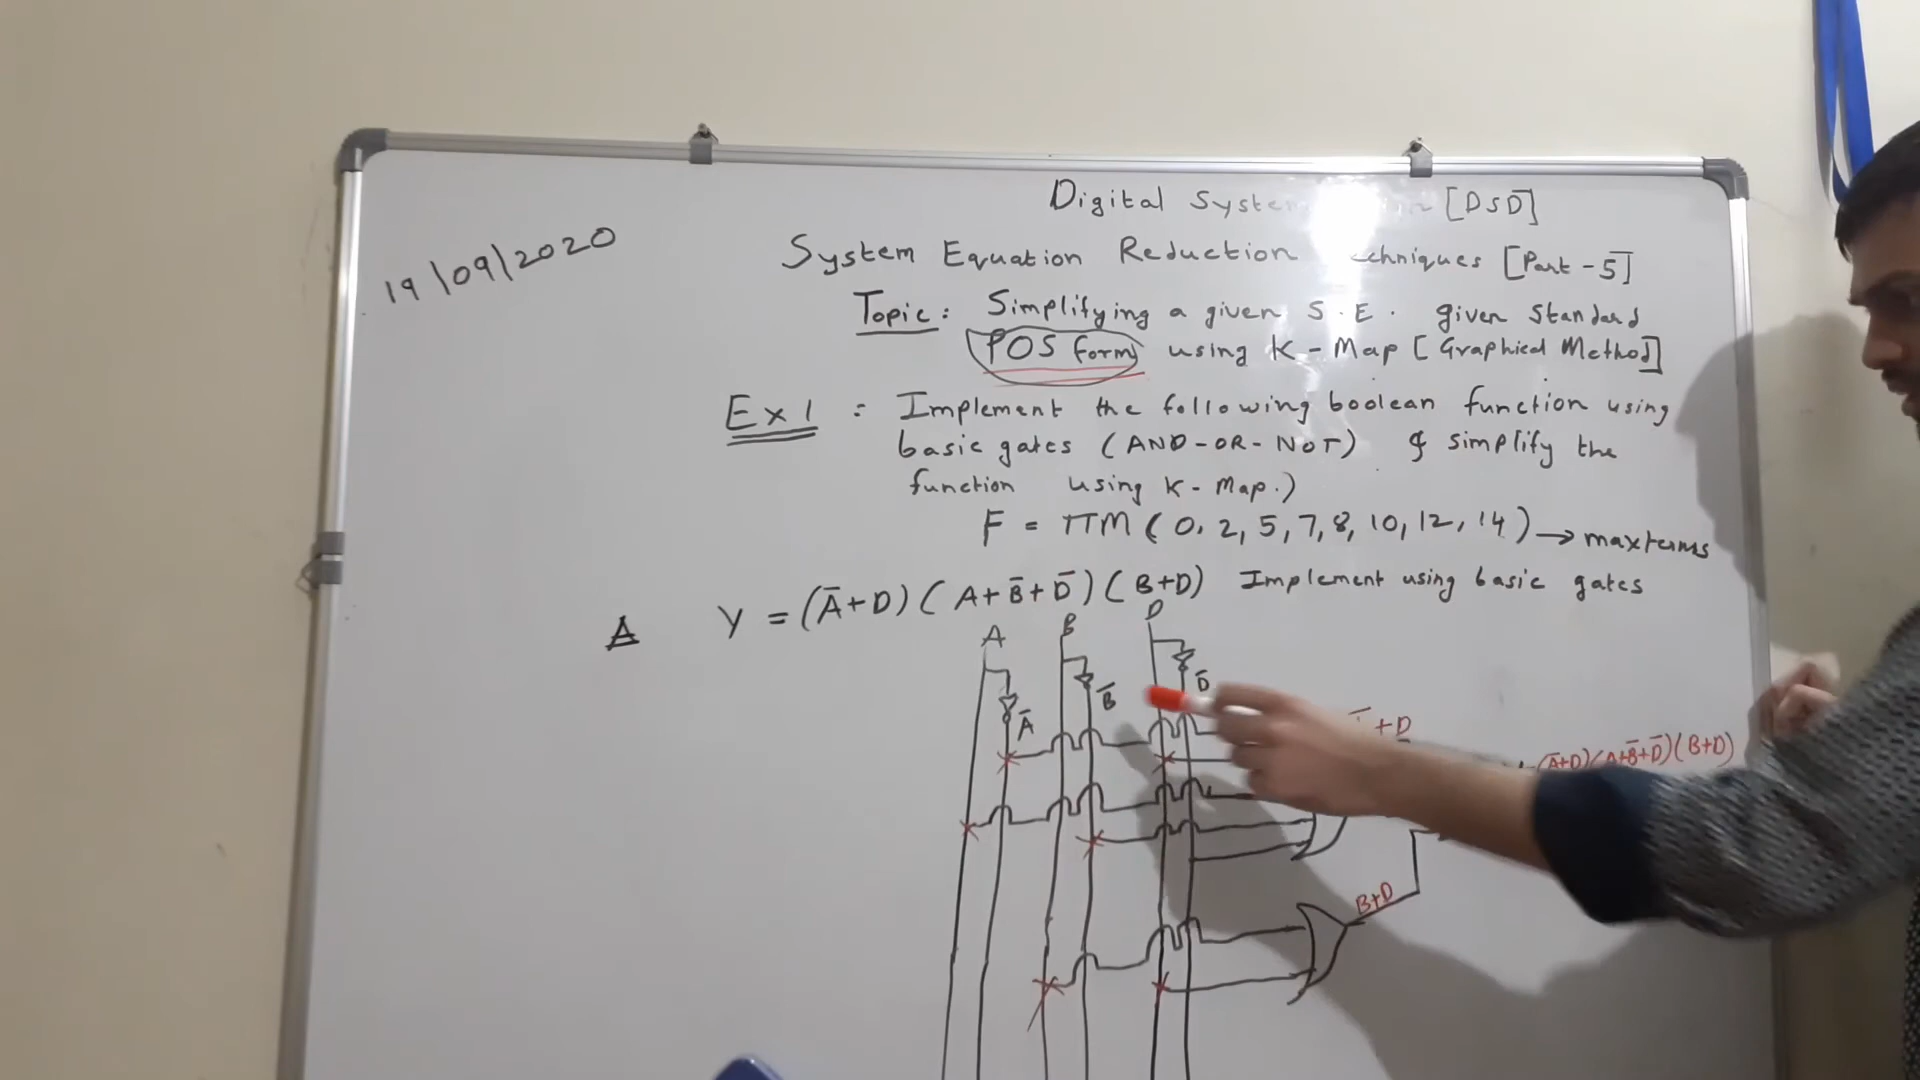 Digital Syste [DSD]
19/09/2020
System Equation Reduction echniques [Part-5]
Topic: Simplifying a given S.E. given Standard
POS form using K-Map [Graphical Method]
Ex 1 : Implement the following boolean function using
basic gates (AND-OR-NOT) & simplify the
function using K-Map.)
F = πM (0, 2, 5, 7, 8, 10, 12, 14) → maxterms
Y = (A̅+D)(A+B̅+D̅)(B+D) Implement using basic gates
A B D
A̅ B̅ D̅
+D
(A̅+D)(A+B̅+D̅)(B+D)
B+D